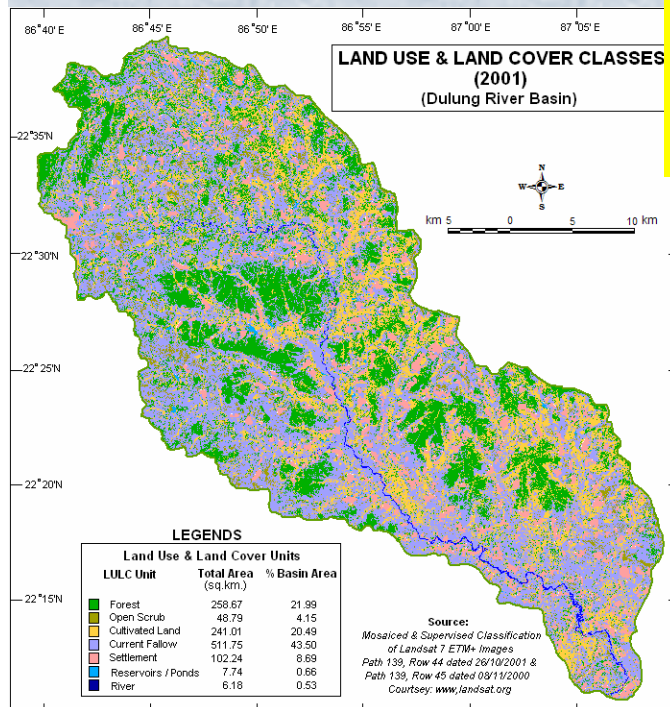 86°40' E 86°45' 86°50' 86°55' 87°00' 87°05'
LAND USE & LAND COVER CLASSES
(2001)
(Dulung River Basin)
22°35'N
N
W E
S
km 5 0 5 10 km
22°30'N
22°25'N
22°20'N
LEGENDS
Land Use & Land Cover Units
LULC Unit Total Area % Basin Area
(sq.km.)
22°15'N
Forest 258.67 21.99
Open Scrub 48.79 4.15
Cultivated Land 241.01 20.49
Current Fallow 511.75 43.50
Settlement 102.24 8.69
Reservoirs / Ponds 7.74 0.66
River 6.18 0.53
Source:
Mosaiced & Supervised Classification
of Landsat 7 ETM+ Images
Path 139, Row 44 dated 26/10/2001 &
Path 139, Row 45 dated 08/11/2000
Courtsey: www.landsat.org